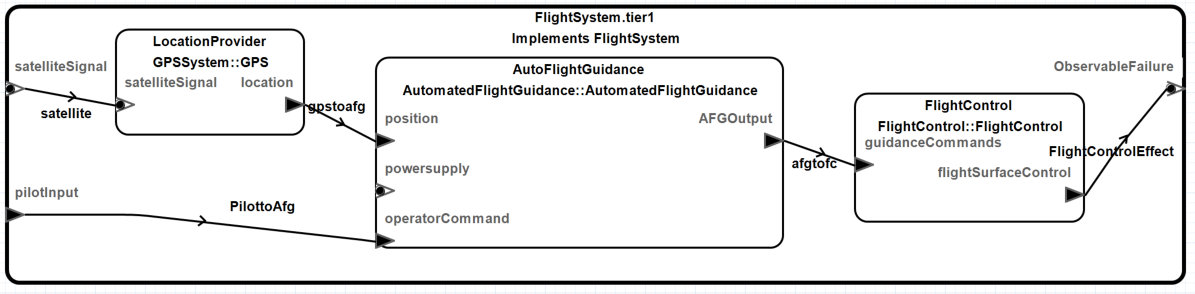 FlightSystem.tier1
Implements FlightSystem
satelliteSignal
satellite
pilotInput
PilottoAfg
LocationProvider
GPSSystem::GPS
satelliteSignal location
gpstoafg
AutoFlightGuidance
AutomatedFlightGuidance::AutomatedFlightGuidance
position AFGOutput
powersupply
operatorCommand
afgtofc
FlightControl
FlightControl::FlightControl
guidanceCommands
flightSurfaceControl
FlightControlEffect
ObservableFailure